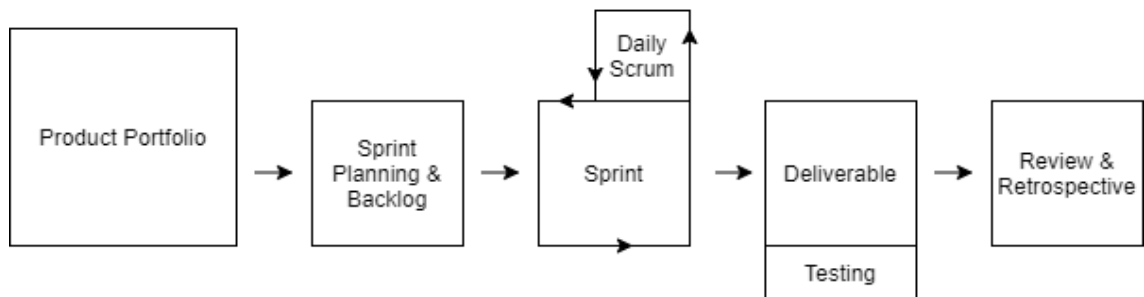 Product Portfolio
Sprint
Planning &
Backlog
Daily
Scrum
Sprint
Deliverable
Testing
Review &
Retrospective